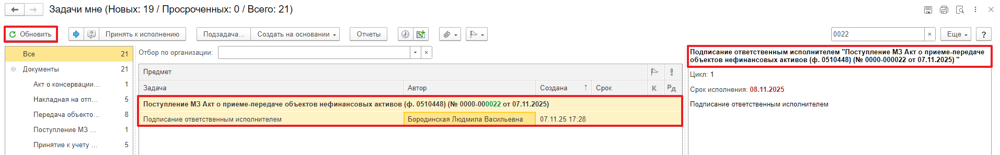 Задачи мне (Новых: 19 / Просроченных: 0 / Всего: 21)
Обновить
Принять к исполнению
Подзадача...
Создать на основании
Отчеты
0022
×
Еще
?
Все 21
Документы 21
Акт о консервации... 1
Накладная на отп... 5
Передача объекто... 8
Поступление МЗ ... 1
Принятие к учету ... 5
Отбор по организации:
×
Предмет
Задача Автор Создана ↑ Срок К Рд
Поступление МЗ Акт о приеме-передаче объектов нефинансовых активов (ф. 0510448) (№ 0000-000022 от 07.11.2025)
Подписание ответственным исполнителем Бородинская Людмила Васильевна 07.11.25 17:28
Подписание ответственным исполнителем "Поступление МЗ Акт о приеме-передаче
объектов нефинансовых активов (ф. 0510448) (№ 0000-000022 от 07.11.2025) "
Цикл: 1
Срок исполнения: 08.11.2025
Подписание ответственным исполнителем